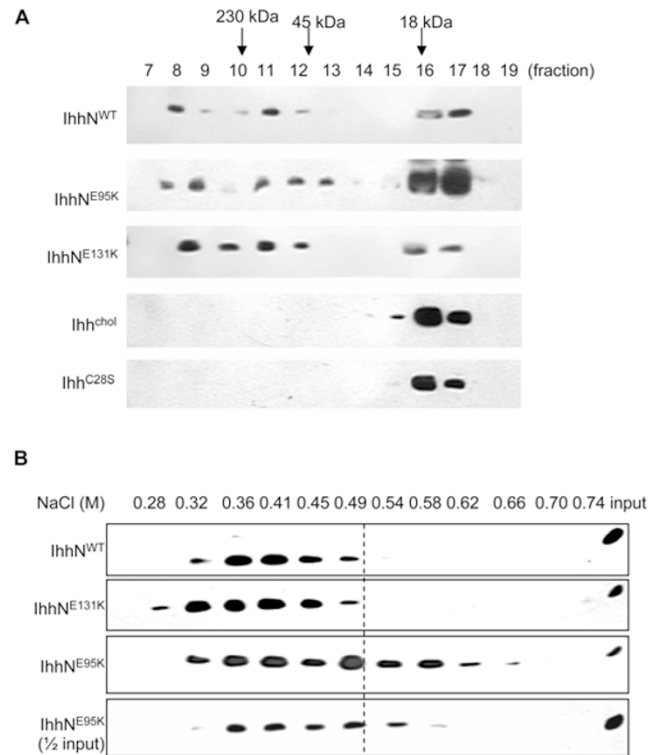 A
230 kDa 45 kDa 18 kDa
7 8 9 10 11 12 13 14 15 16 17 18 19 (fraction)
IhhN^WT
IhhN^E95K
IhhN^E131K
Ihh^chol
Ihh^C28S
B
NaCl (M) 0.28 0.32 0.36 0.41 0.45 0.49 0.54 0.58 0.62 0.66 0.70 0.74 input
IhhN^WT
IhhN^E131K
IhhN^E95K
IhhN^E95K
(½ input)